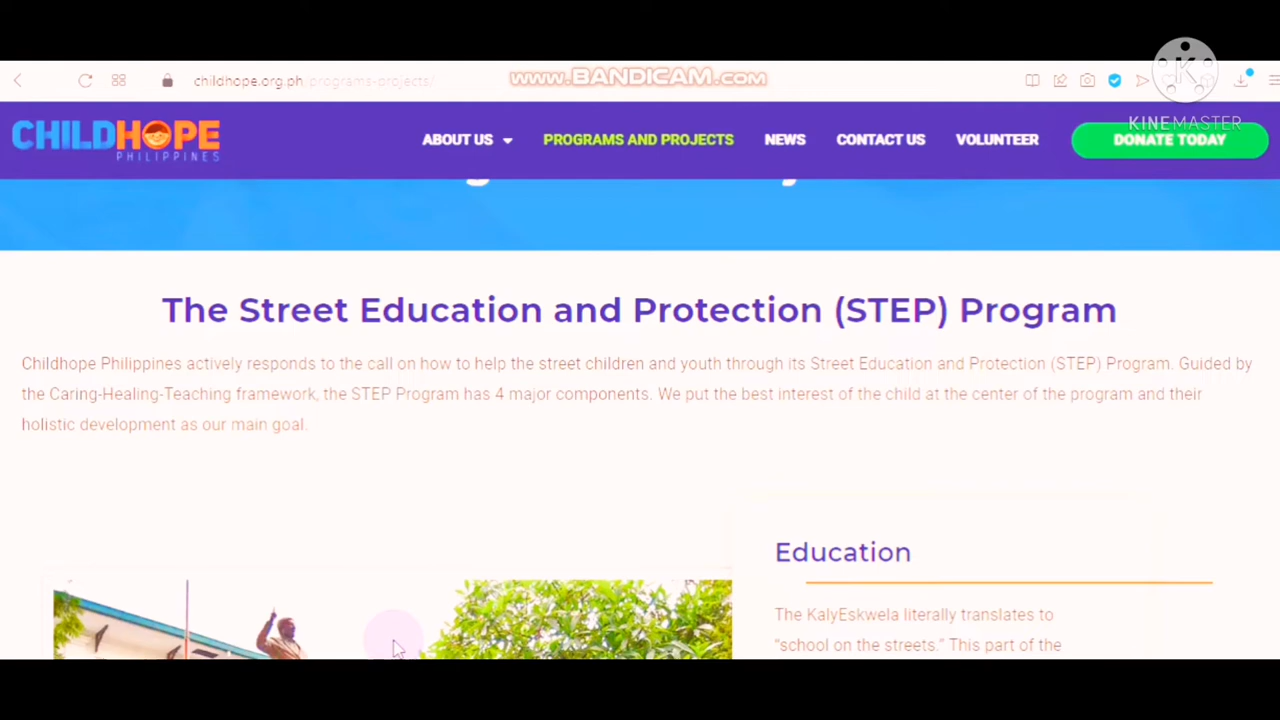 www.BANDICAM.com
childhope.org.ph/programs-projects/
KINEMASTER
CHILDHOPE
PHILIPPINES
ABOUT US
PROGRAMS AND PROJECTS
NEWS
CONTACT US
VOLUNTEER
DONATE TODAY
The Street Education and Protection (STEP) Program
Childhope Philippines actively responds to the call on how to help the street children and youth through its Street Education and Protection (STEP) Program. Guided by
the Caring-Healing-Teaching framework, the STEP Program has 4 major components. We put the best interest of the child at the center of the program and their
holistic development as our main goal.
Education
The KalyEskwela literally translates to
“school on the streets.” This part of the